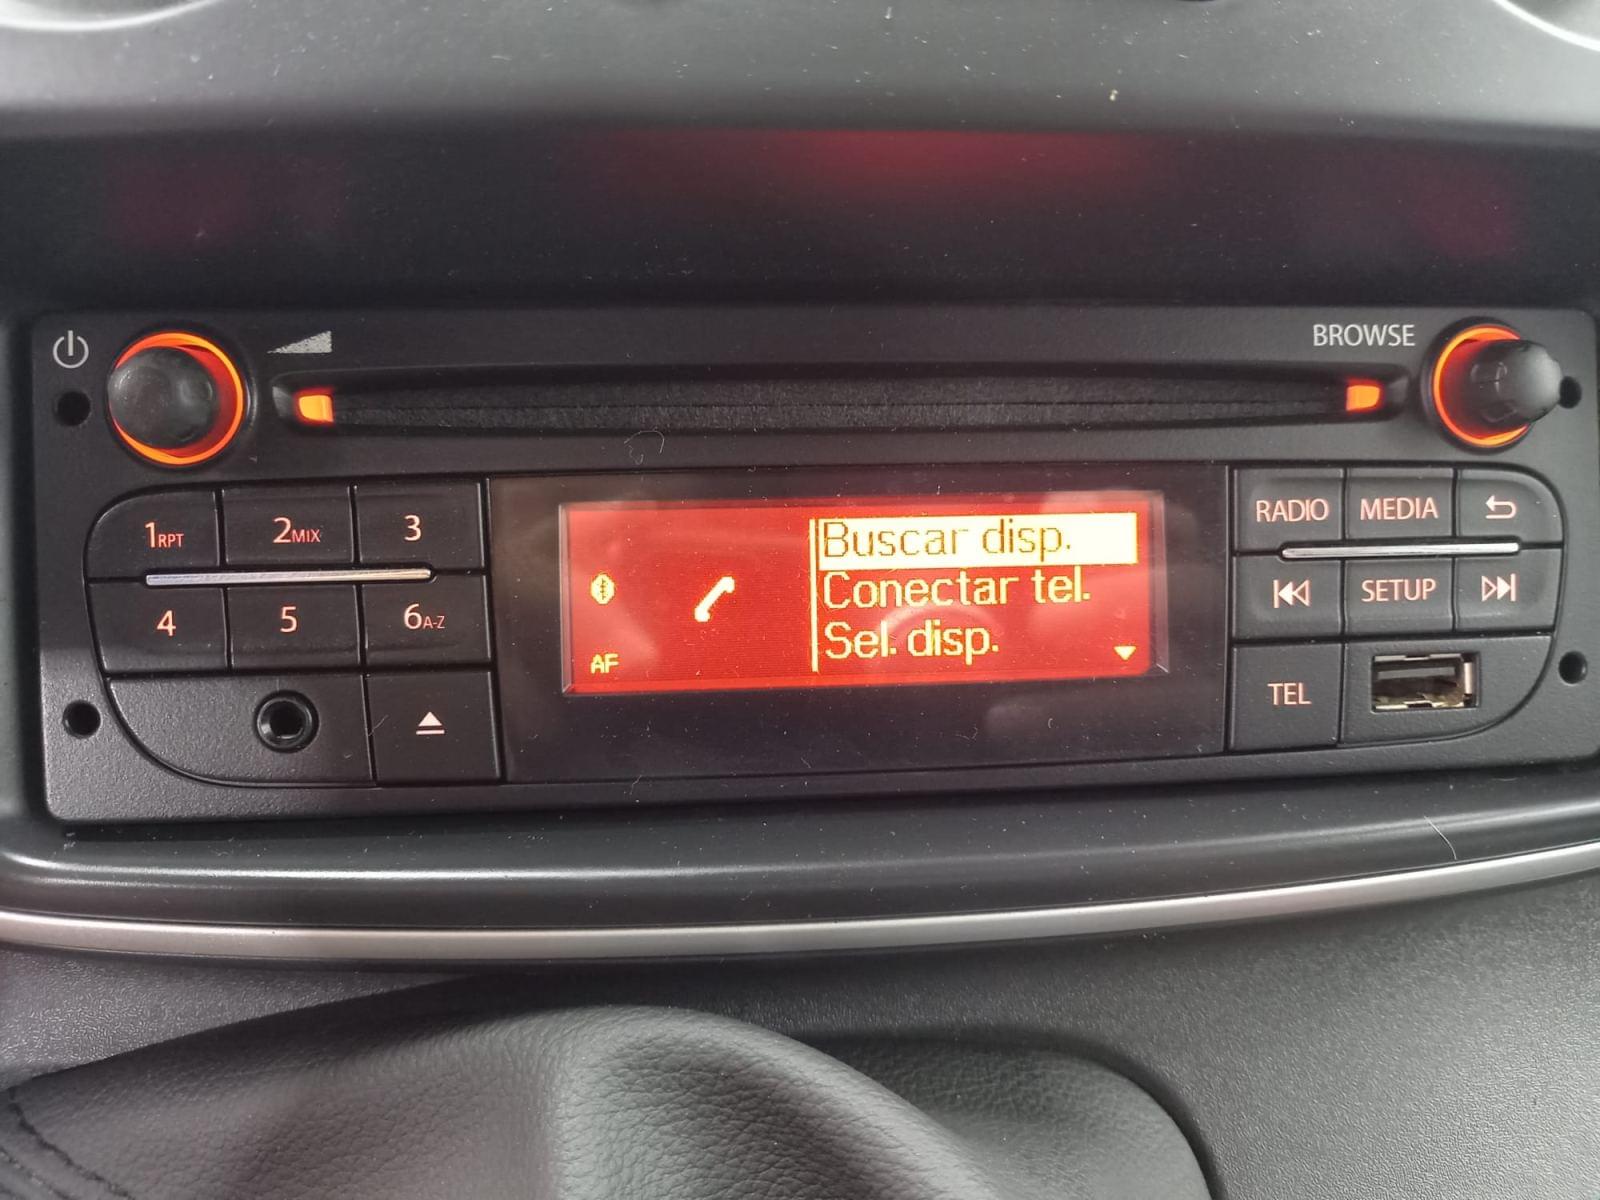 BROWSE
1RPT
2MIX
3
4
5
6A-Z
AF
Buscar disp.
Conectar tel.
Sel. disp.
RADIO
MEDIA
SETUP
TEL